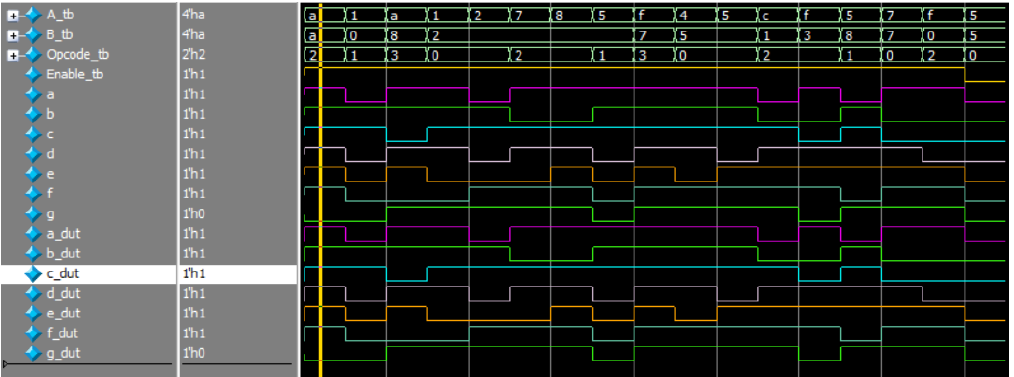 A_tb 4'ha a 1 a 1 2 7 8 5 f 4 5 c f 5 7 f 5
B_tb 4'ha a 0 8 2 7 5 1 3 8 7 0 5
Opcode_tb 2'h2 2 1 3 0 2 1 3 0 2 1 0 2 0
Enable_tb 1'h1
a 1'h1
b 1'h1
c 1'h1
d 1'h1
e 1'h1
f 1'h1
g 1'h0
a_dut 1'h1
b_dut 1'h1
c_dut 1'h1
d_dut 1'h1
e_dut 1'h1
f_dut 1'h1
g_dut 1'h0